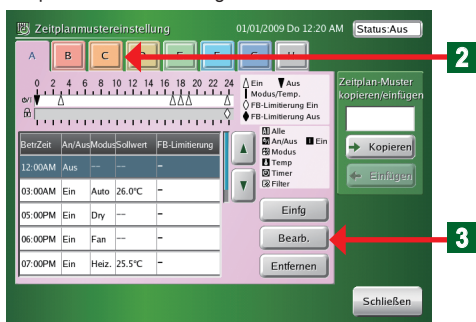 Zeitplanmustereinstellung 01/01/2009 Do 12:20 AM Status:Aus
A B C D E F G H
2
0 2 4 6 8 10 12 14 16 18 20 22 24
Ein Aus
Modus/Temp.
FB-Limitierung Ein
FB-Limitierung Aus
Alle
An/Aus Ein
Modus
Temp
Timer
Filter
Zeitplan-Muster
kopieren/einfügen
Kopieren
Einfügen
BetrZeit An/Aus Modus Sollwert FB-Limitierung
12:00AM Aus -- -- -
03:00AM Ein Auto 26.0°C -
05:00PM Ein Dry -- -
06:00PM Ein Fan -- -
07:00PM Ein Heiz. 25.5°C -
Einfg
Bearb.
3
Entfernen
Schließen